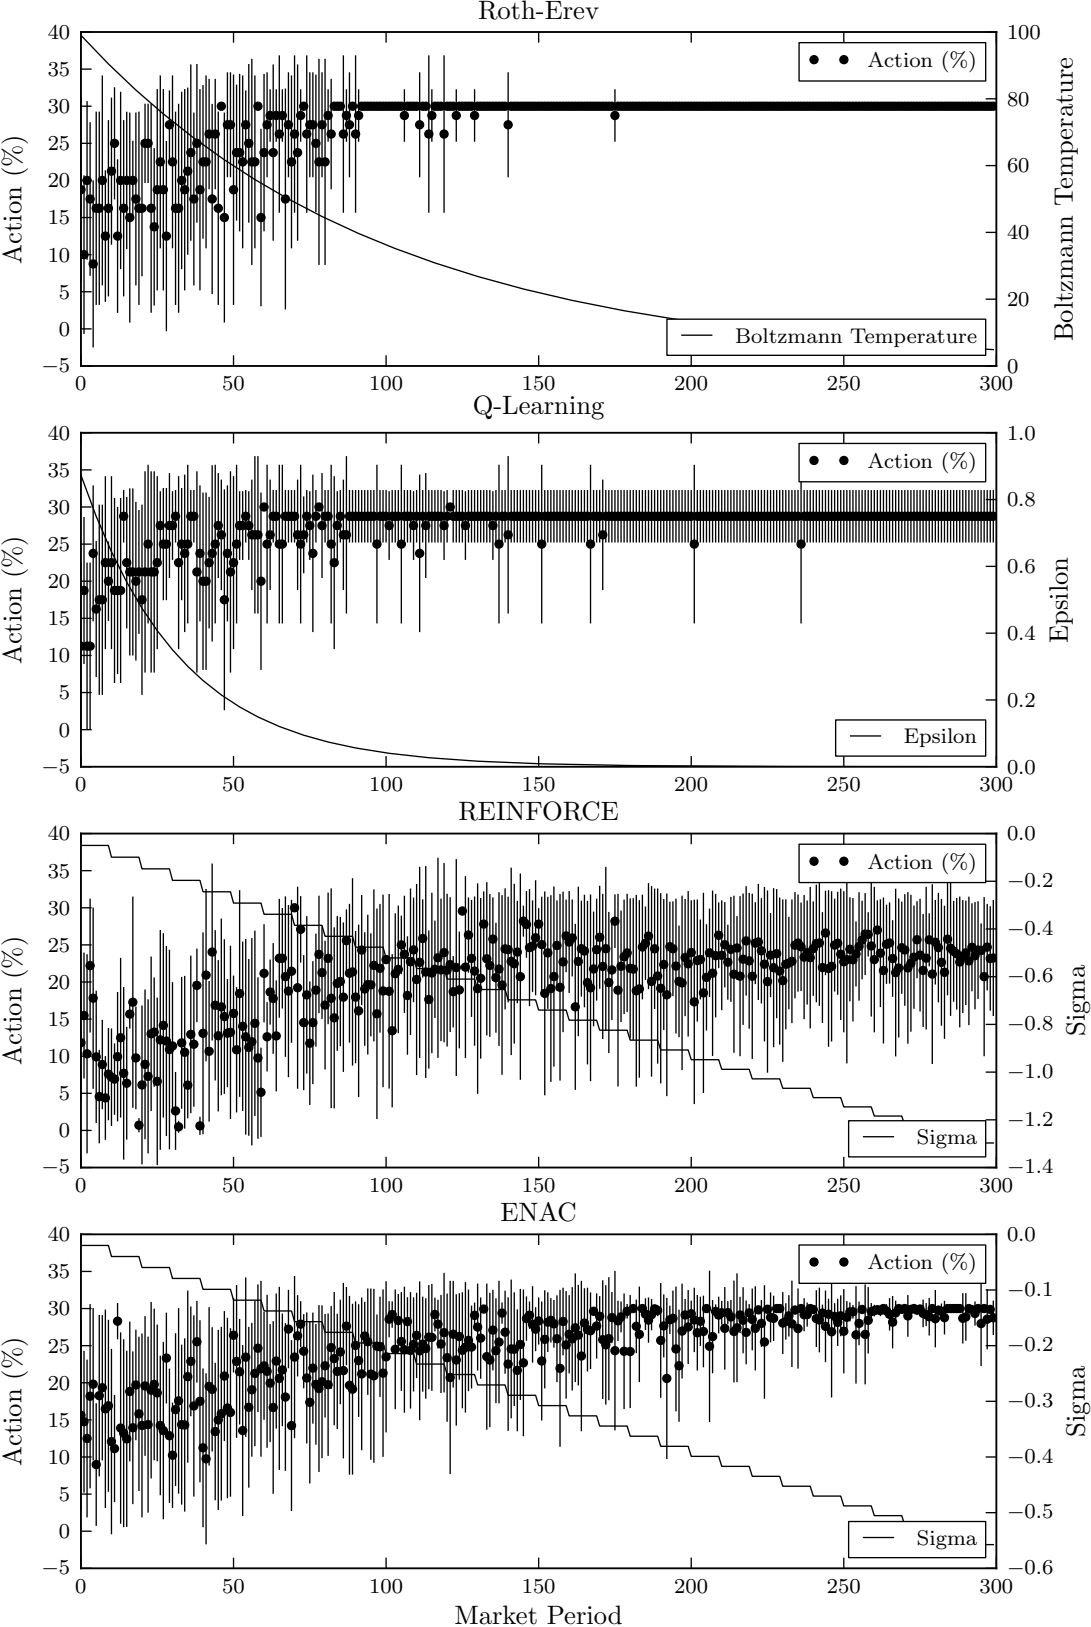 Roth-Erev
40
35
30
25
20
15
10
5
0
−5
Action (%)
Action (%)
Boltzmann Temperature
100
80
60
40
20
0
Boltzmann Temperature
0 50 100 150 200 250 300
Q-Learning
40
35
30
25
20
15
10
5
0
−5
Action (%)
Action (%)
Epsilon
1.0
0.8
0.6
0.4
0.2
0.0
Epsilon
0 50 100 150 200 250 300
REINFORCE
40
35
30
25
20
15
10
5
0
−5
Action (%)
Action (%)
Sigma
0.0
−0.2
−0.4
−0.6
−0.8
−1.0
−1.2
−1.4
Sigma
0 50 100 150 200 250 300
ENAC
40
35
30
25
20
15
10
5
0
−5
Action (%)
Action (%)
Sigma
0.0
−0.1
−0.2
−0.3
−0.4
−0.5
−0.6
Sigma
0 50 100 150 200 250 300
Market Period